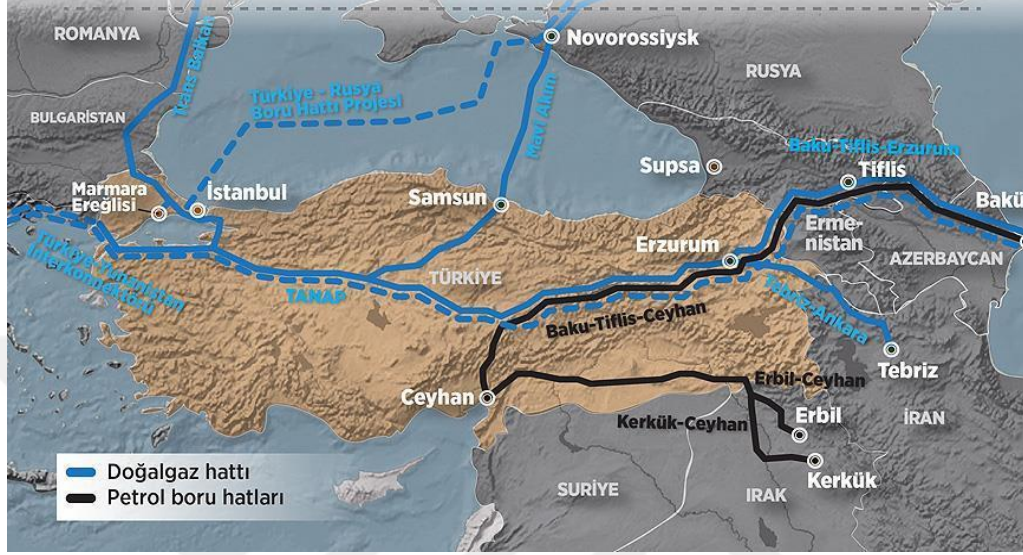 ROMANYA
Novorossiysk
RUSYA
Trans Balkan
Türkiye - Rusya
Boru Hattı Projesi
BULGARİSTAN
Mavi Akım
Baku-Tiflis-Erzurum
Tiflis
Supsa
Marmara
Ereğlisi
İstanbul
Samsun
Bakü
Erme-
nistan
Erzurum
AZERBAYCAN
Türkiye-Yunanistan
İnterkonnektörü
TÜRKİYE
TANAP
Tebriz-Ankara
Baku-Tiflis-Ceyhan
Tebriz
Ceyhan
Erbil-Ceyhan
Erbil
İRAN
Kerkük-Ceyhan
Kerkük
Doğalgaz hattı
Petrol boru hatları
SURİYE
IRAK